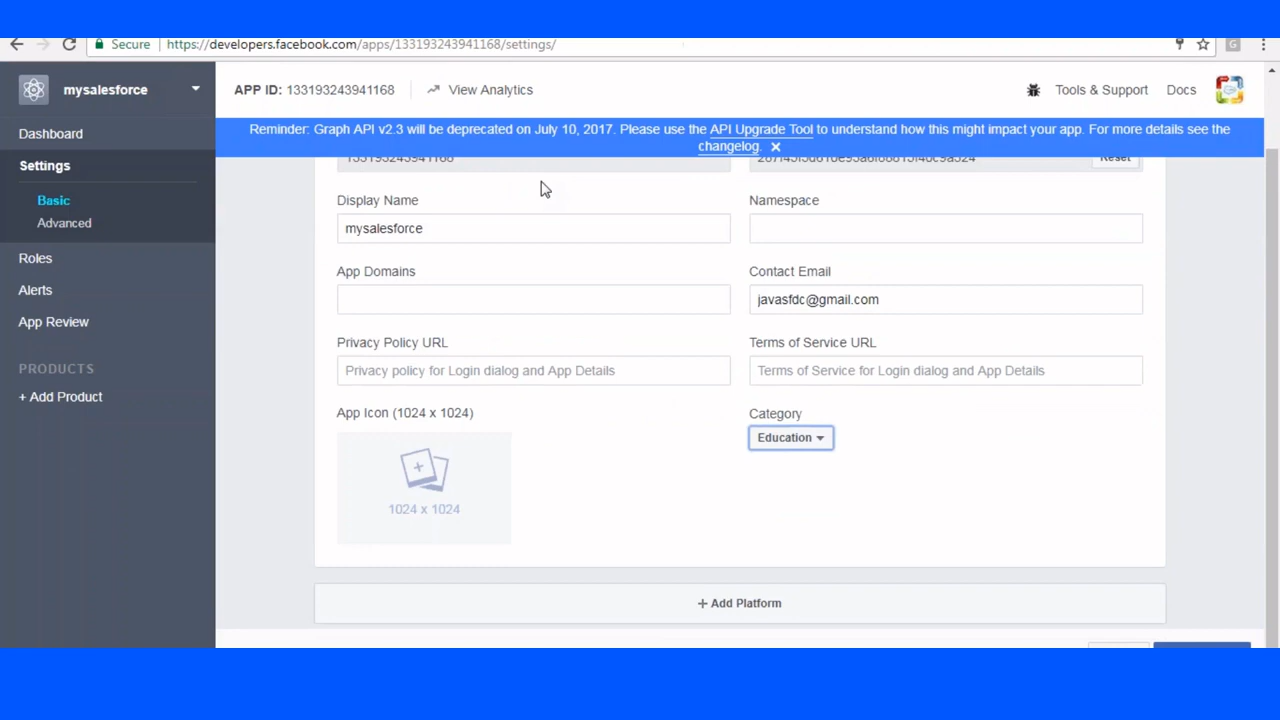 Secure https://developers.facebook.com/apps/133193243941168/settings/
mysalesforce
APP ID: 133193243941168
View Analytics
Tools & Support
Docs
Reminder: Graph API v2.3 will be deprecated on July 10, 2017. Please use the API Upgrade Tool to understand how this might impact your app. For more details see the
changelog.
Dashboard
Settings
Basic
Advanced
Roles
Alerts
App Review
PRODUCTS
+ Add Product
133193243941168
Reset
Display Name
Namespace
mysalesforce
App Domains
Contact Email
javasfdc@gmail.com
Privacy Policy URL
Terms of Service URL
Privacy policy for Login dialog and App Details
Terms of Service for Login dialog and App Details
App Icon (1024 x 1024)
Category
Education
1024 x 1024
+ Add Platform